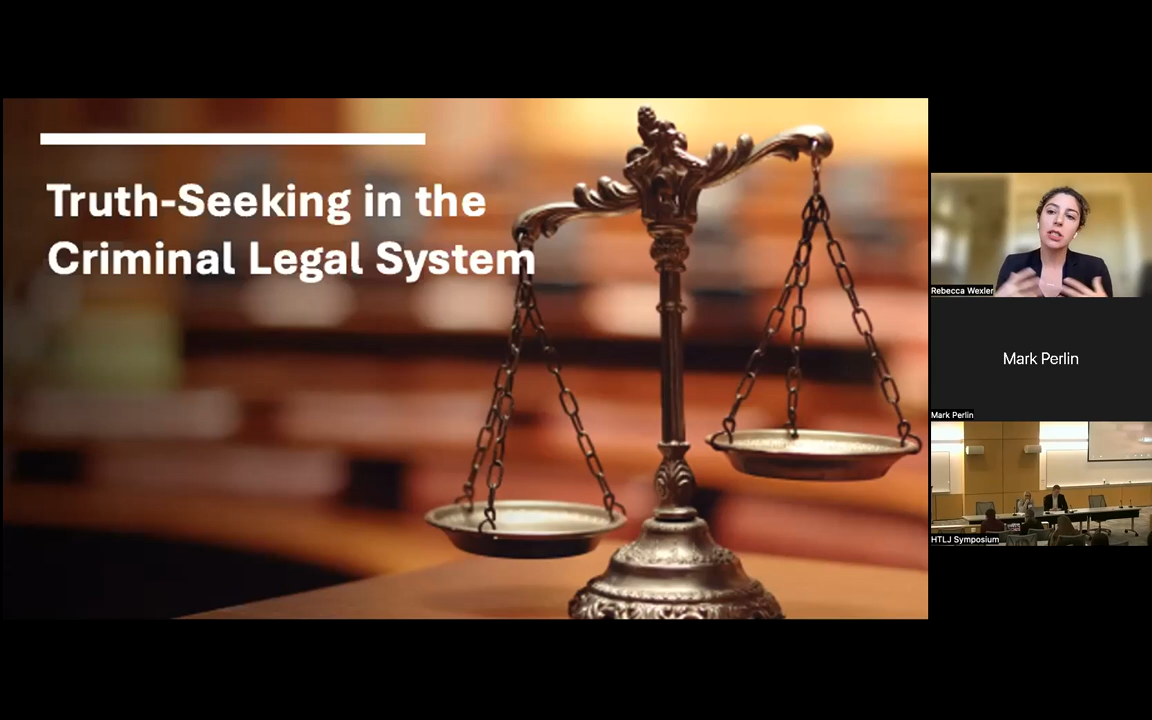 Truth-Seeking in the
Criminal Legal System
Rebecca Wexler
Mark Perlin
Mark Perlin
HTLJ Symposium